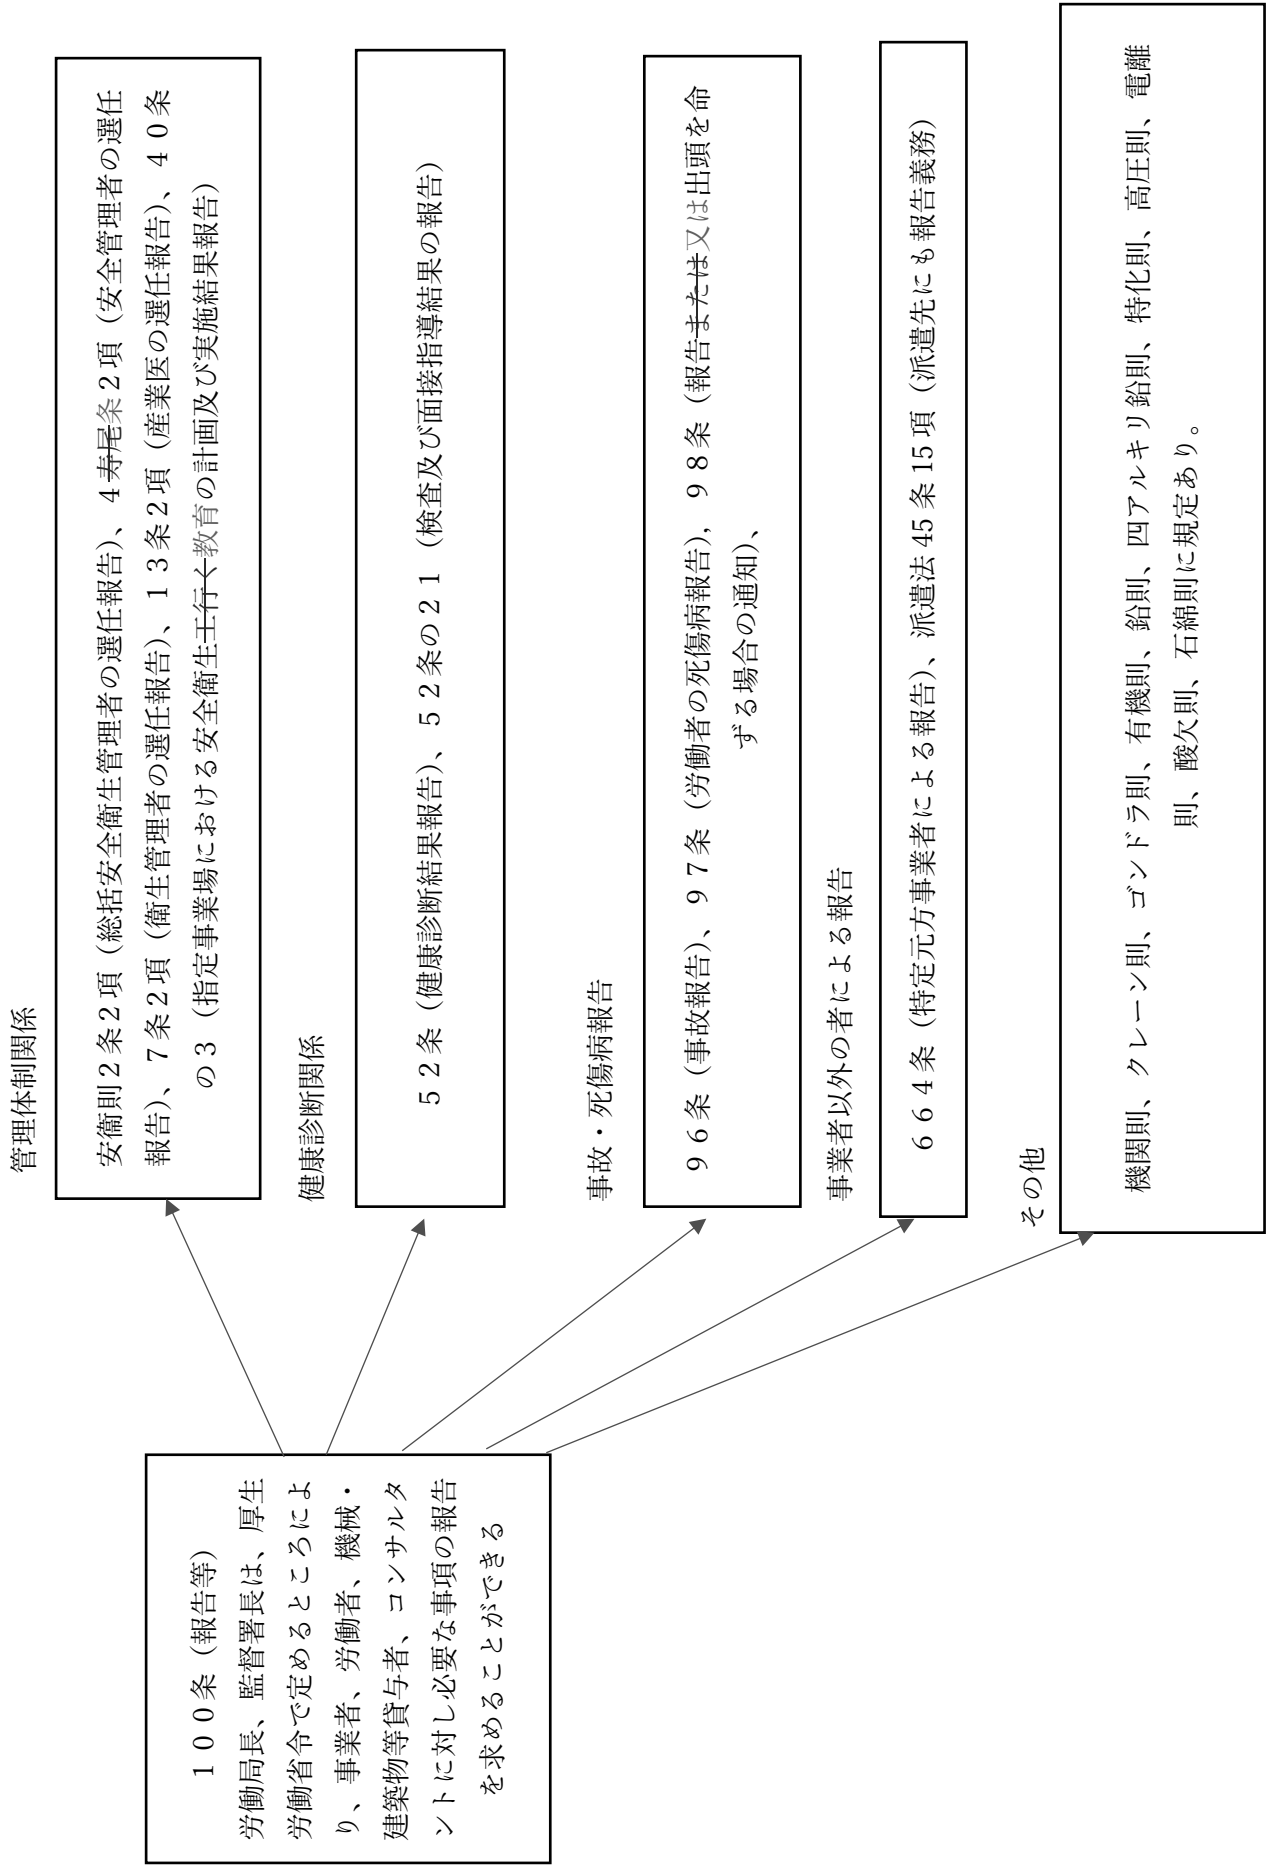 １００条（報告等）
労働局長、監督署長は、厚生
労働省令で定めるところによ
り、事業者、労働者、機械・
建築物等貸与者、コンサルタ
ントに対し必要な事項の報告
を求めることができる
管理体制関係
安衞則２条２項（総括安全衛生管理者の選任報告）、４寿尾条２項（安全管理者の選任
報告）、７条２項（衛生管理者の選任報告）、１３条２項（産業医の選任報告）、４０条
の３（指定事業場における安全衛生王行く教育の計画及び実施結果報告）
健康診断関係
５２条（健康診断結果報告）、５２条の２１（検査及び面接指導結果の報告）
事故・死傷病報告
９６条（事故報告）、９７条（労働者の死傷病報告），９８条（報告または又は出頭を命
ずる場合の通知）、
事業者以外の者による報告
６６４条（特定元方事業者による報告）、派遣法 45 条 15 項（派遣先にも報告義務）
その他
機関則、クレーン則、ゴンドラ則、有機則、鉛則、四アルキリ鉛則、特化則、高圧則、電離
則、酸欠則、石綿則に規定あり。